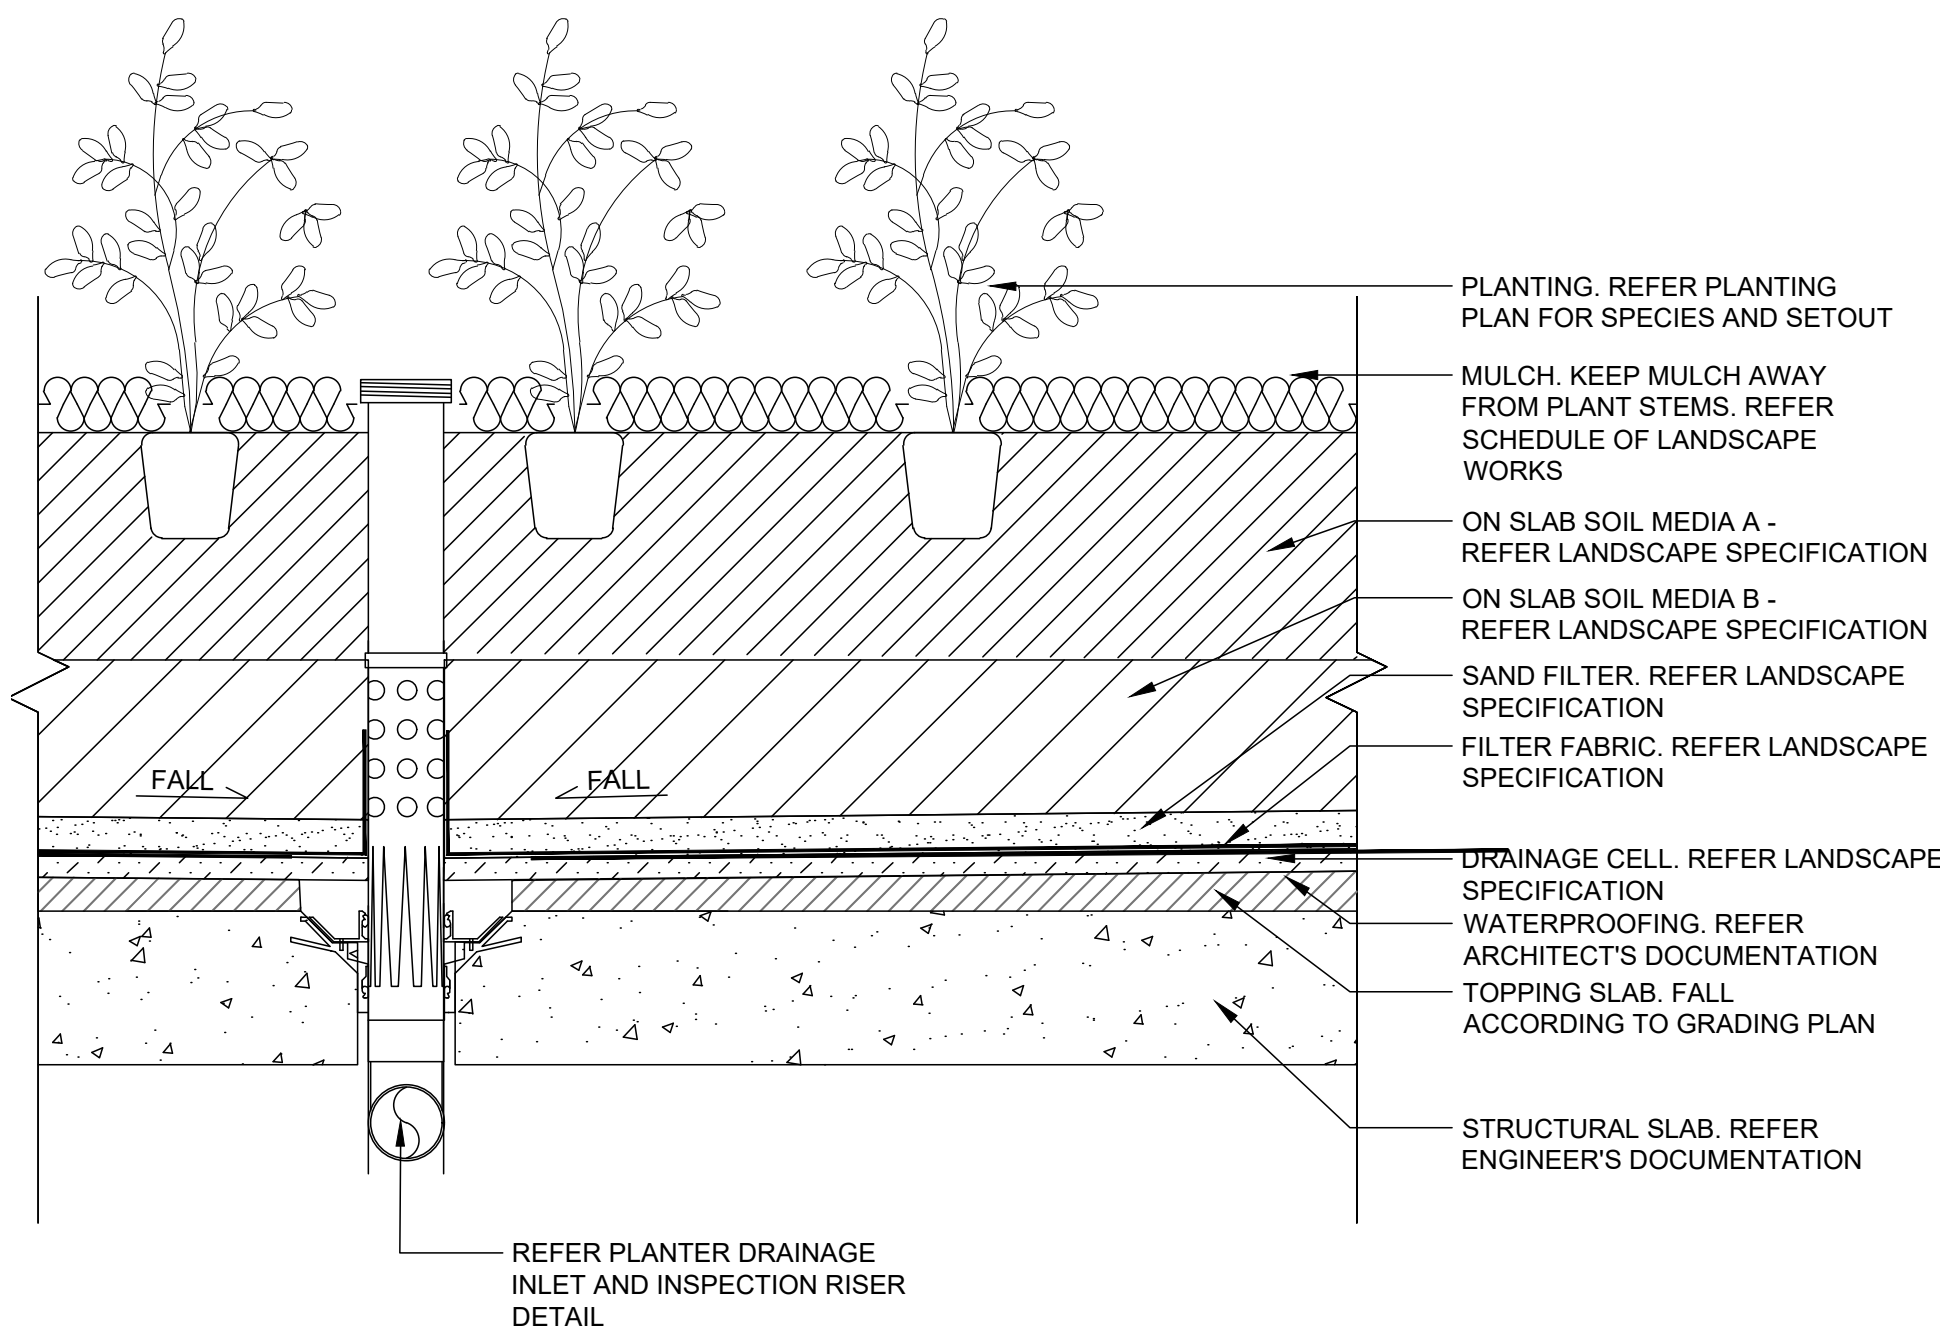 PLANTING. REFER PLANTING
PLAN FOR SPECIES AND SETOUT
MULCH. KEEP MULCH AWAY
FROM PLANT STEMS. REFER
SCHEDULE OF LANDSCAPE
WORKS
ON SLAB SOIL MEDIA A -
REFER LANDSCAPE SPECIFICATION
ON SLAB SOIL MEDIA B -
REFER LANDSCAPE SPECIFICATION
SAND FILTER. REFER LANDSCAPE
SPECIFICATION
FILTER FABRIC. REFER LANDSCAPE
SPECIFICATION
FALL
FALL
DRAINAGE CELL. REFER LANDSCAPE
SPECIFICATION
WATERPROOFING. REFER
ARCHITECT'S DOCUMENTATION
TOPPING SLAB. FALL
ACCORDING TO GRADING PLAN
STRUCTURAL SLAB. REFER
ENGINEER'S DOCUMENTATION
REFER PLANTER DRAINAGE
INLET AND INSPECTION RISER
DETAIL